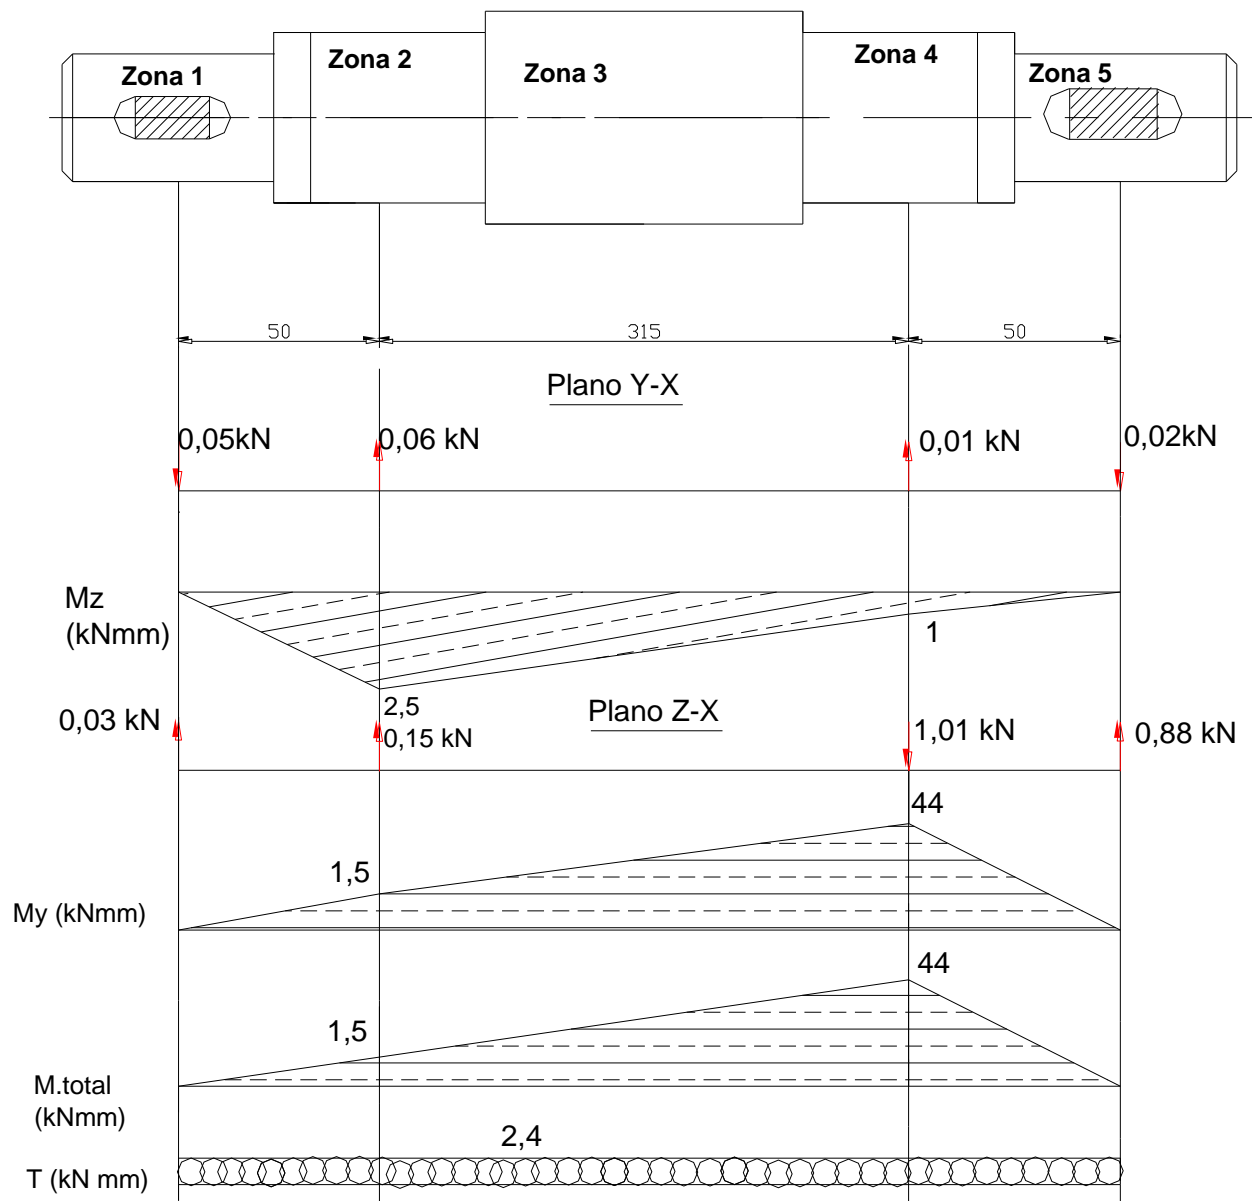 Zona 1
Zona 2
Zona 3
Zona 4
Zona 5
50
315
50
Plano Y-X
0,05kN
0,06 kN
0,01 kN
0,02kN
Mz
(kNmm)
1
2,5
0,03 kN
0,15 kN
Plano Z-X
1,01 kN
0,88 kN
44
1,5
My (kNmm)
44
1,5
M.total
(kNmm)
2,4
T (kN mm)